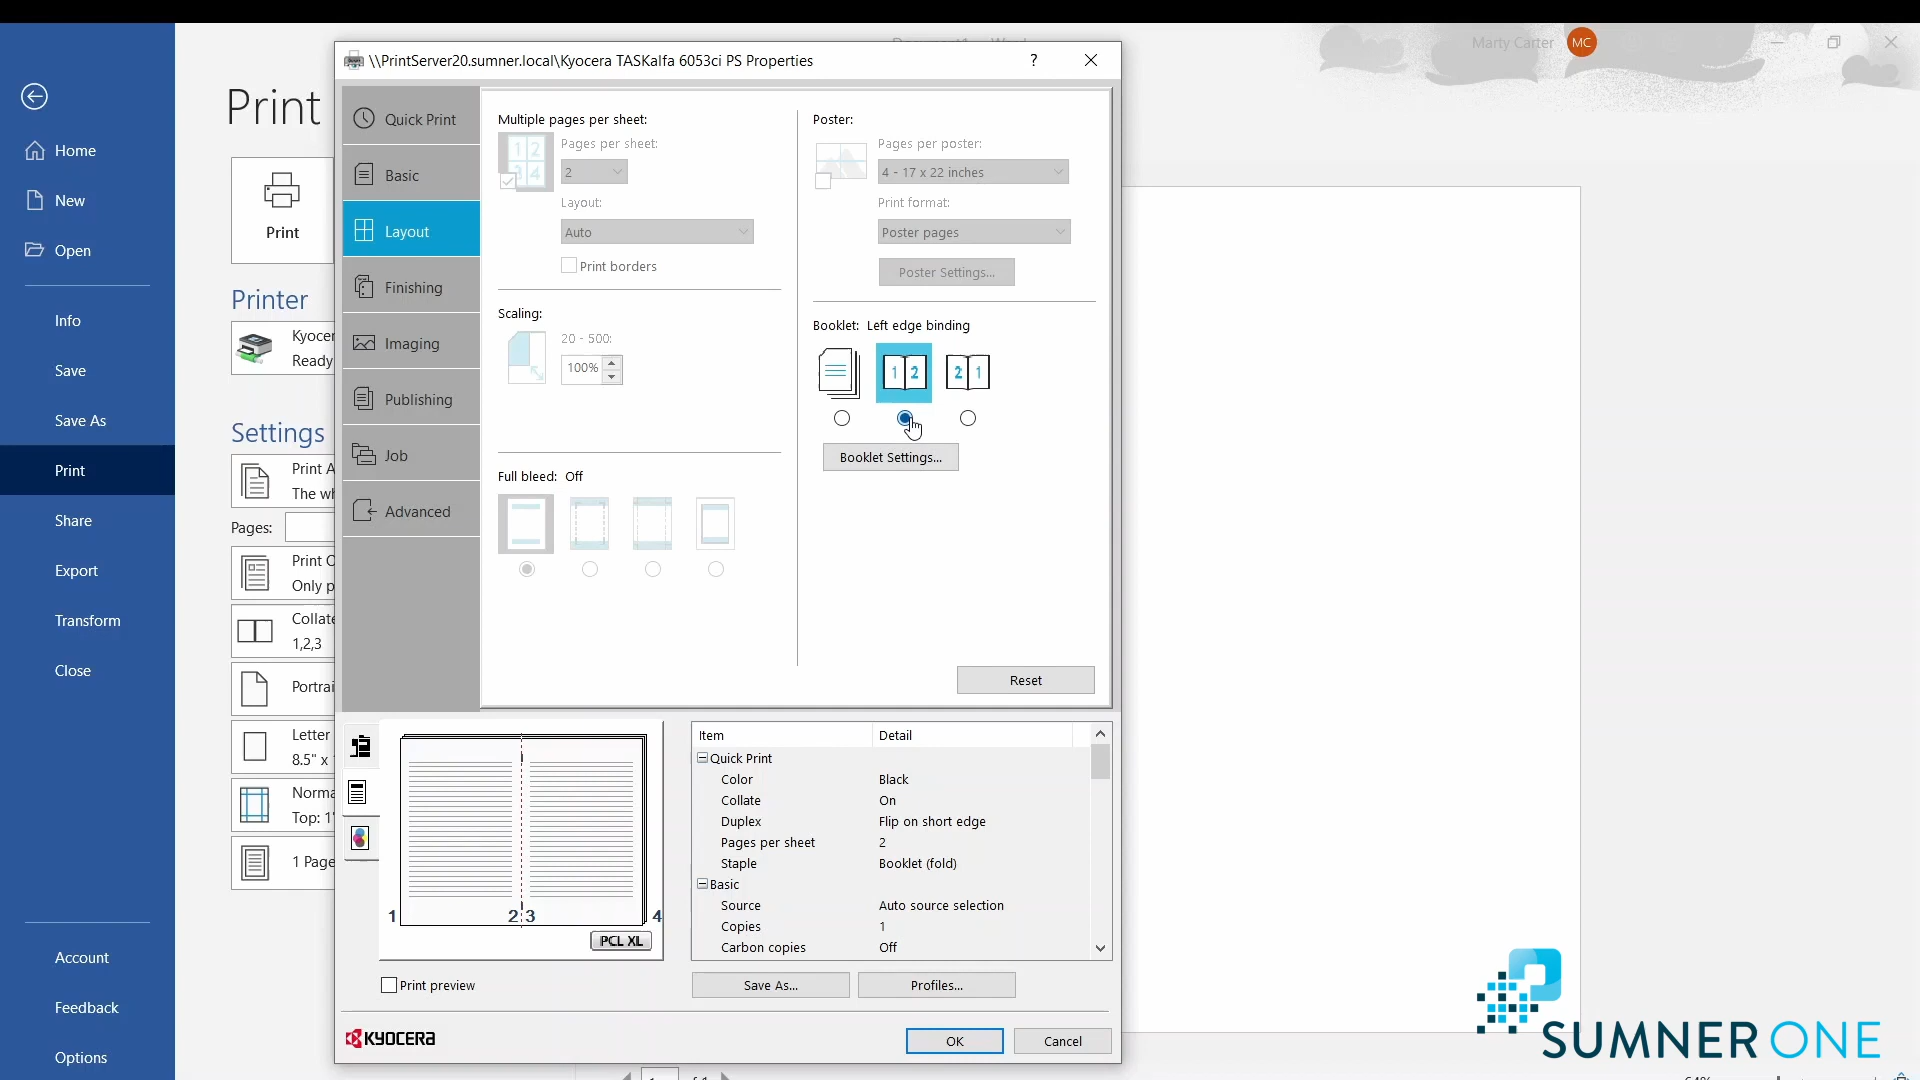 Marty Carter
MC
Home
New
Open
Info
Save
Save As
Print
Share
Export
Transform
Close
Account
Feedback
Options
Print
Print
Printer
Kyocer
Ready
Settings
Print A
The wh
Pages:
Print O
Only p
Collate
1,2,3
Portrai
Letter
8.5" x
Norma
Top: 1"
1 Page
\\PrintServer20.sumner.local\Kyocera TASKalfa 6053ci PS Properties
?
Quick Print
Basic
Layout
Finishing
Imaging
Publishing
Job
Advanced
Multiple pages per sheet:
1 2
3 4
Pages per sheet:
2
Layout:
Auto
Print borders
Scaling:
20 - 500:
100%
Full bleed: Off
Poster:
Pages per poster:
4 - 17 x 22 inches
Print format:
Poster pages
Poster Settings...
Booklet: Left edge binding
1 2
2 1
Booklet Settings...
Reset
1 2 3 4
PCL XL
Print preview
Item Detail
Quick Print
Color Black
Collate On
Duplex Flip on short edge
Pages per sheet 2
Staple Booklet (fold)
Basic
Source Auto source selection
Copies 1
Carbon copies Off
Save As...
Profiles...
KYOCERA
OK
Cancel
SUMNERONE